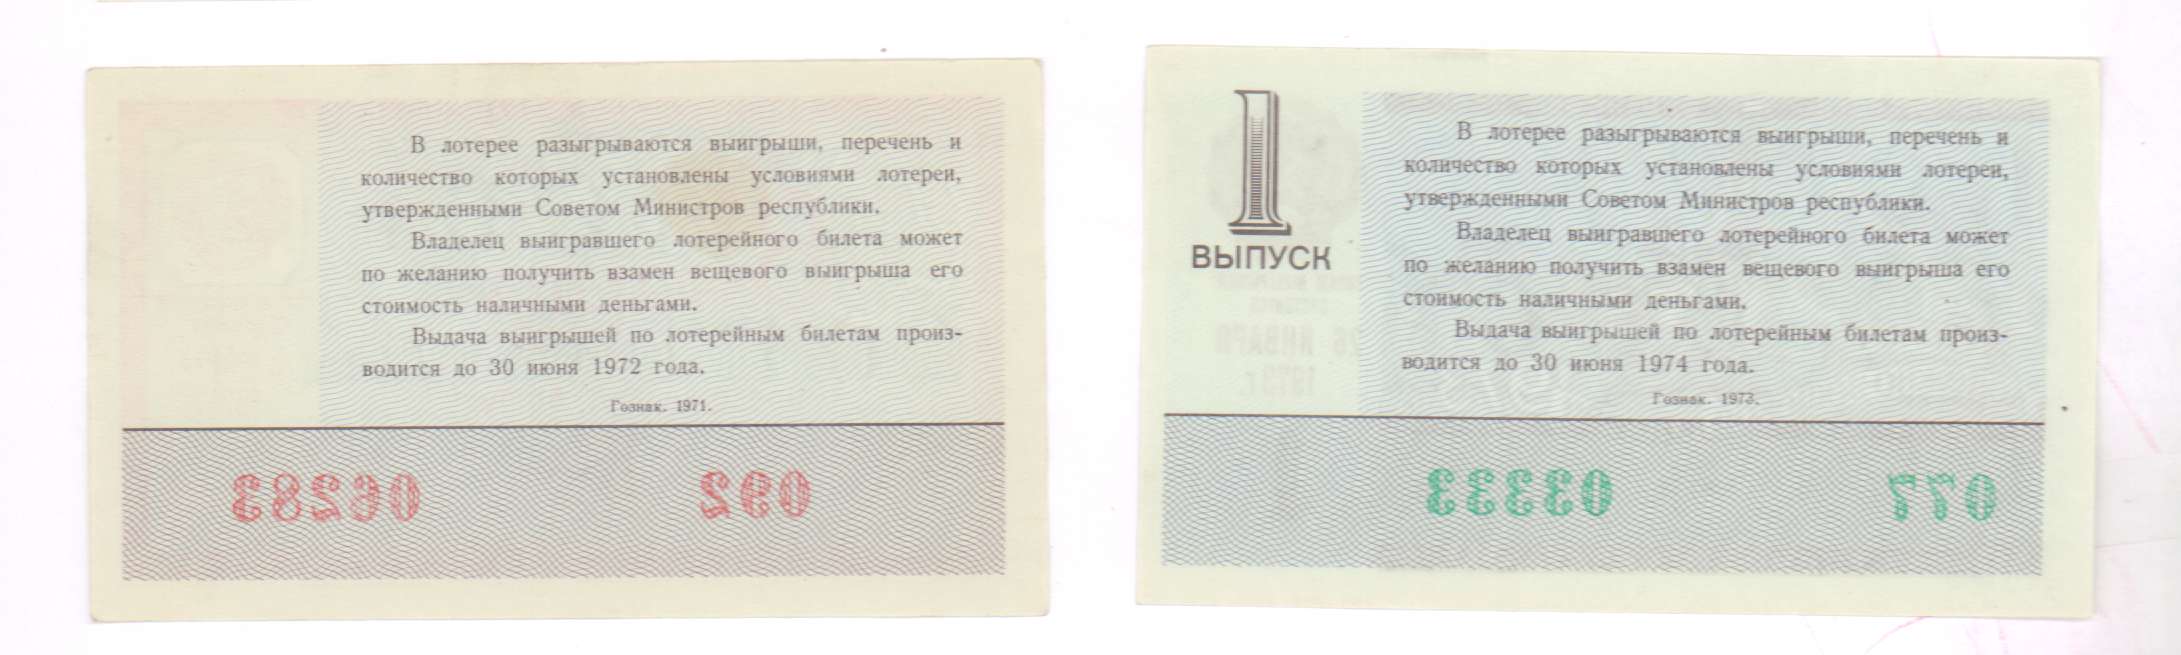 В лотерее разыгрываются выигрыши, перечень и
количество которых установлены условиями лотереи,
утвержденными Советом Министров республики.
Владелец выигравшего лотерейного билета может
по желанию получить взамен вещевого выигрыша его
стоимость наличными деньгами.
Выдача выигрышей по лотерейным билетам произ-
водится до 30 июня 1972 года.
Гознак. 1971.
06283 092
1
ВЫПУСК
26 ЯНВАРЯ
1973 г.
В лотерее разыгрываются выигрыши, перечень и
количество которых установлены условиями лотереи,
утвержденными Советом Министров республики.
Владелец выигравшего лотерейного билета может
по желанию получить взамен вещевого выигрыша его
стоимость наличными деньгами.
Выдача выигрышей по лотерейным билетам произ-
водится до 30 июня 1974 года.
Гознак. 1973.
03333 077